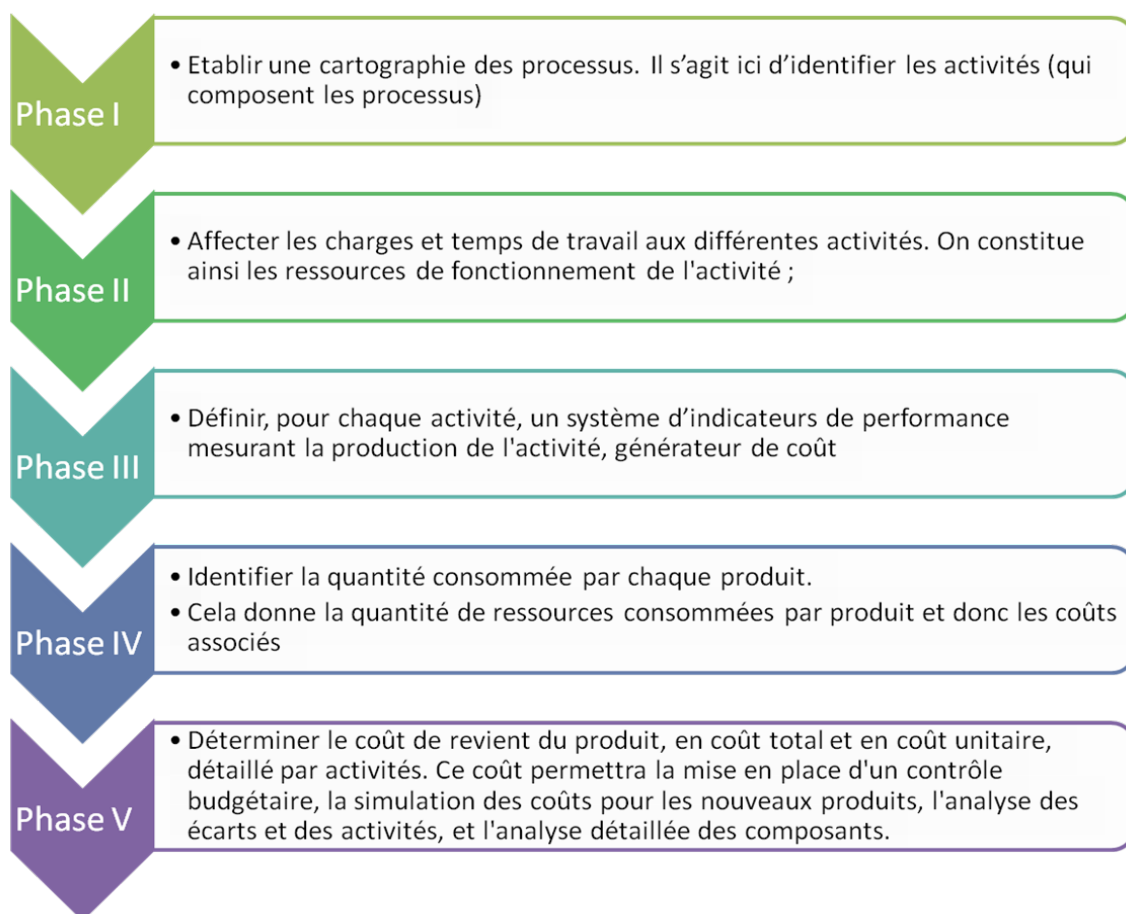 Phase I
• Etablir une cartographie des processus. Il s’agit ici d’identifier les activités (qui
composent les processus)
Phase II
• Affecter les charges et temps de travail aux différentes activités. On constitue
ainsi les ressources de fonctionnement de l'activité ;
Phase III
• Définir, pour chaque activité, un système d’indicateurs de performance
mesurant la production de l'activité, générateur de coût
Phase IV
• Identifier la quantité consommée par chaque produit.
• Cela donne la quantité de ressources consommées par produit et donc les coûts
associés
Phase V
• Déterminer le coût de revient du produit, en coût total et en coût unitaire,
détaillé par activités. Ce coût permettra la mise en place d'un contrôle
budgétaire, la simulation des coûts pour les nouveaux produits, l'analyse des
écarts et des activités, et l'analyse détaillée des composants.